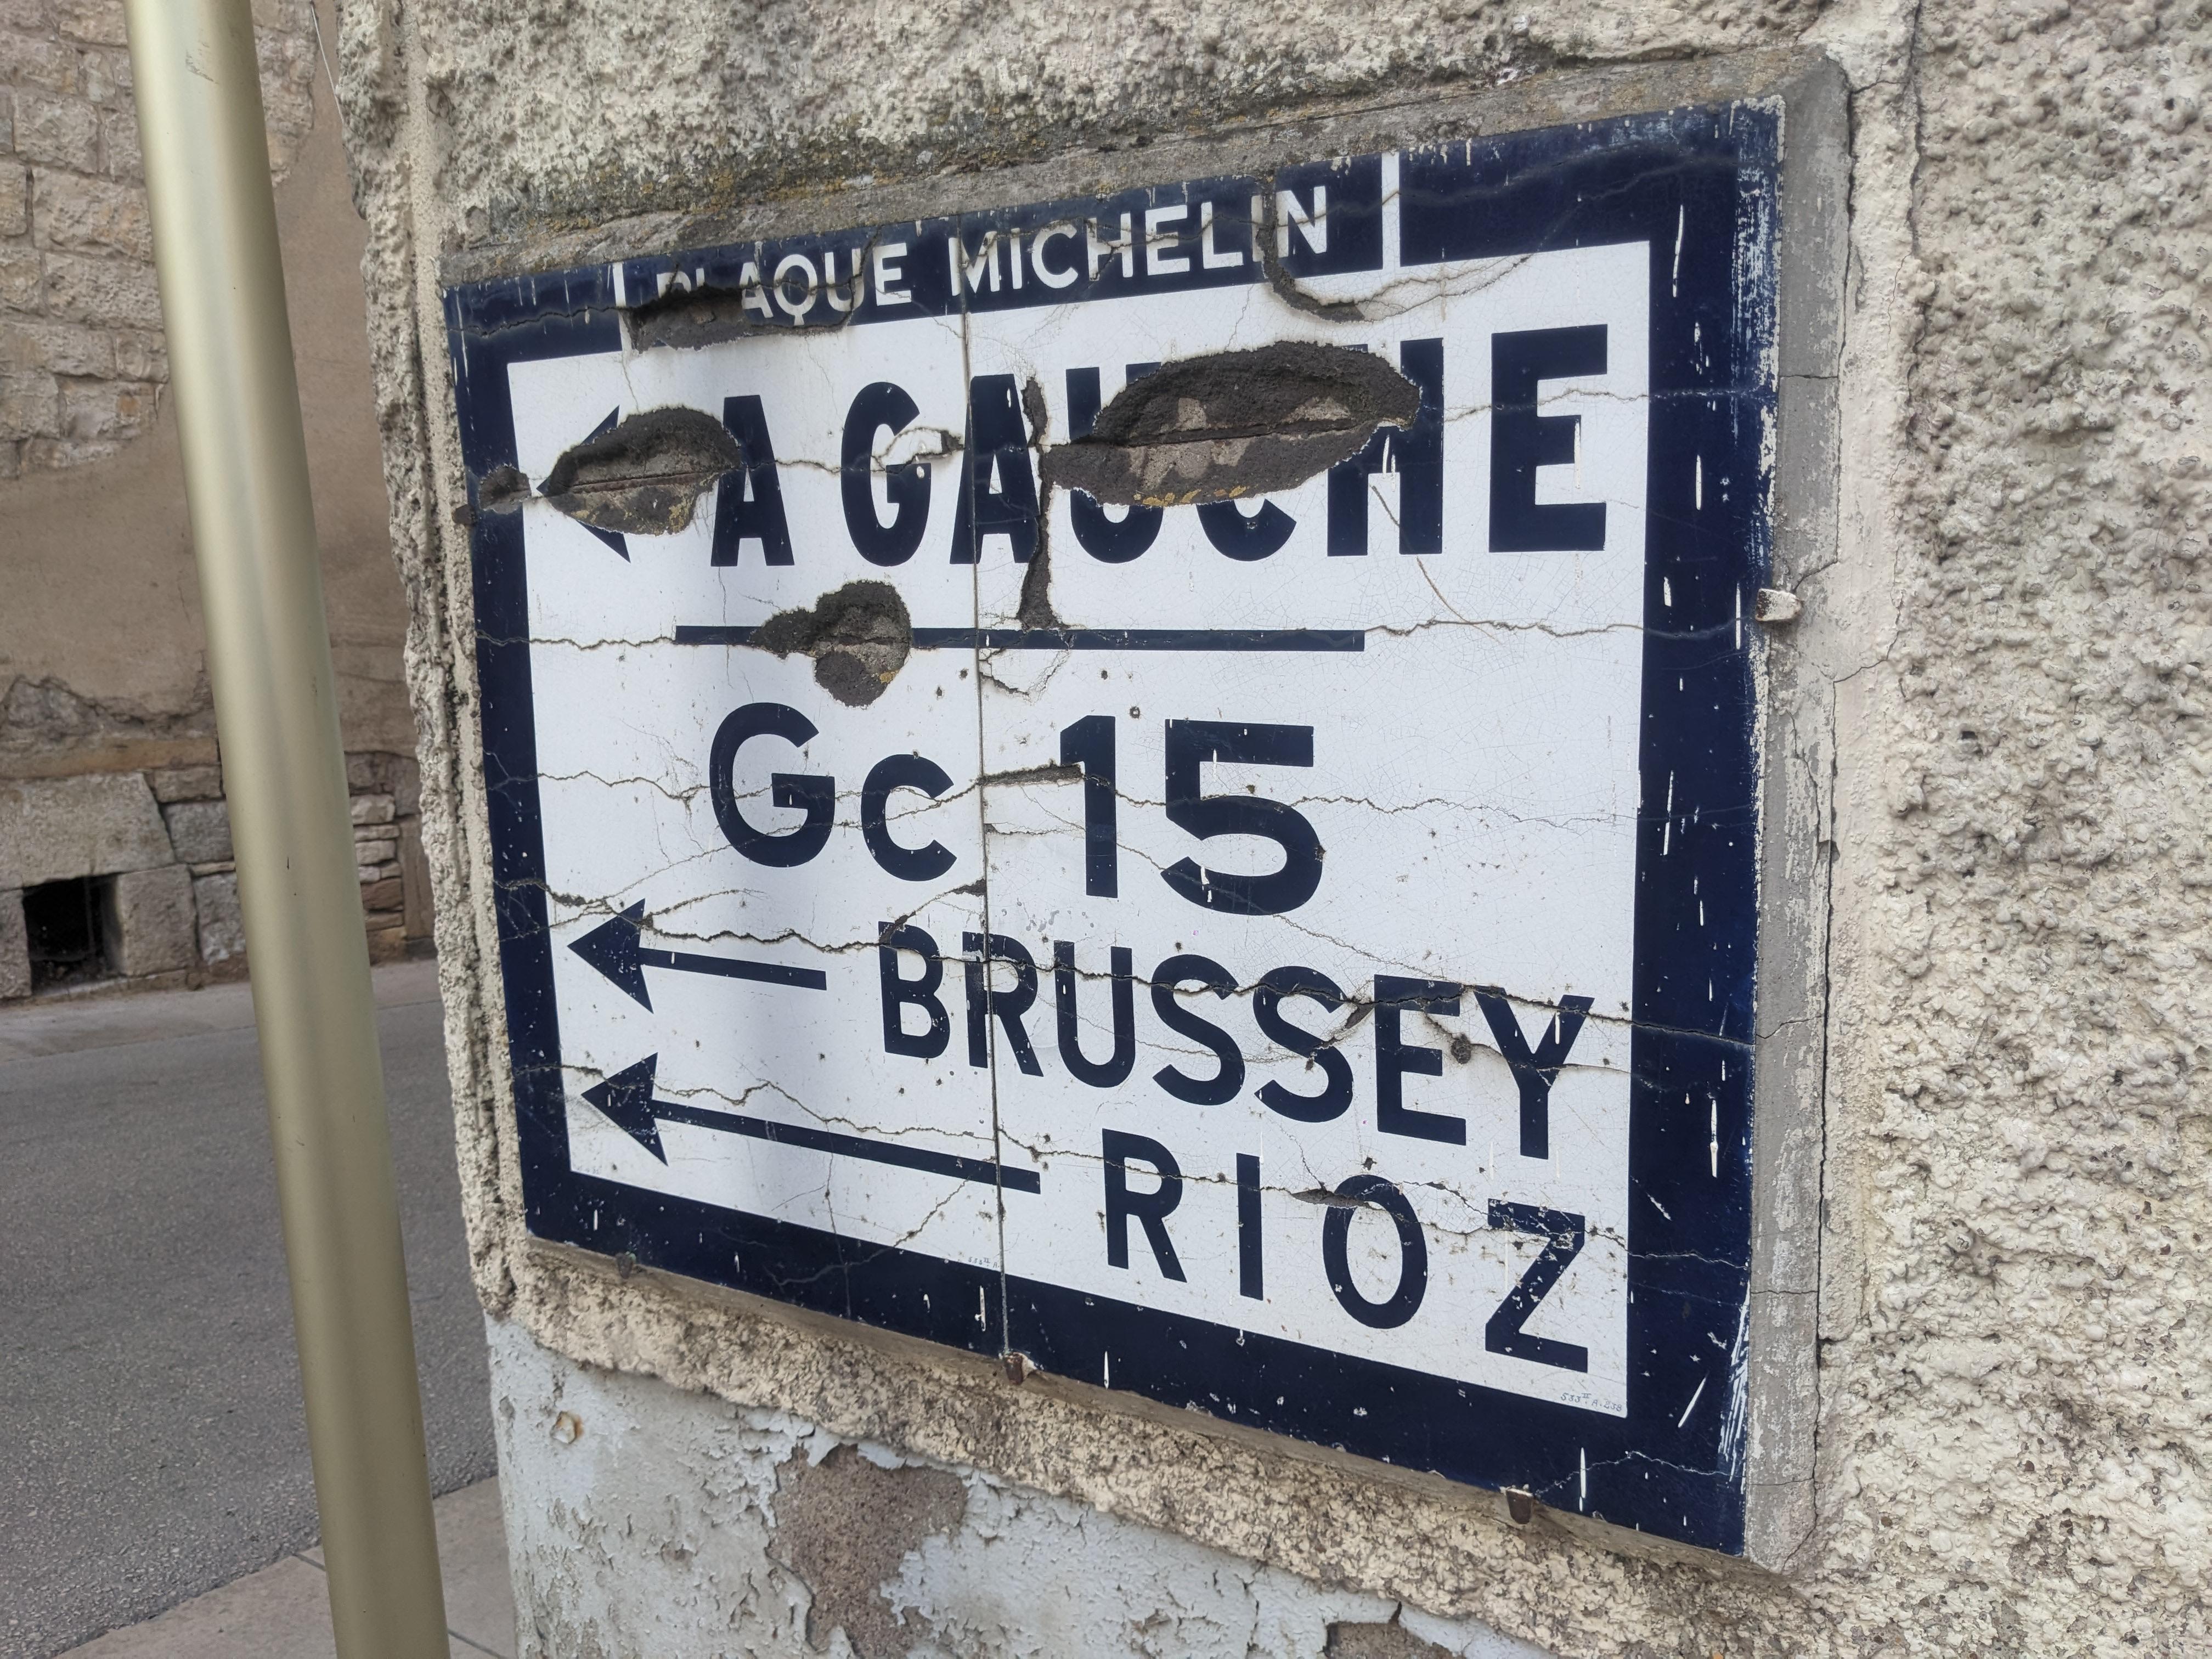 PLAQUE MICHELIN
A GAUCHE
Gc 15
BRUSSEY
RIOZ